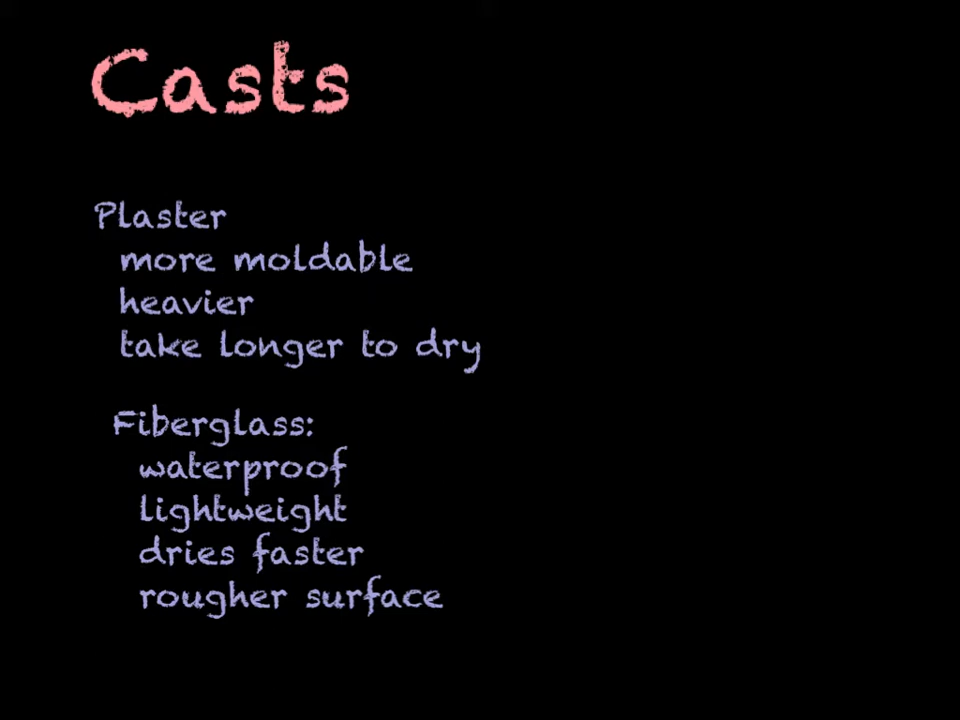 Casts
Plaster
more moldable
heavier
take longer to dry
Fiberglass:
waterproof
lightweight
dries faster
rougher surface